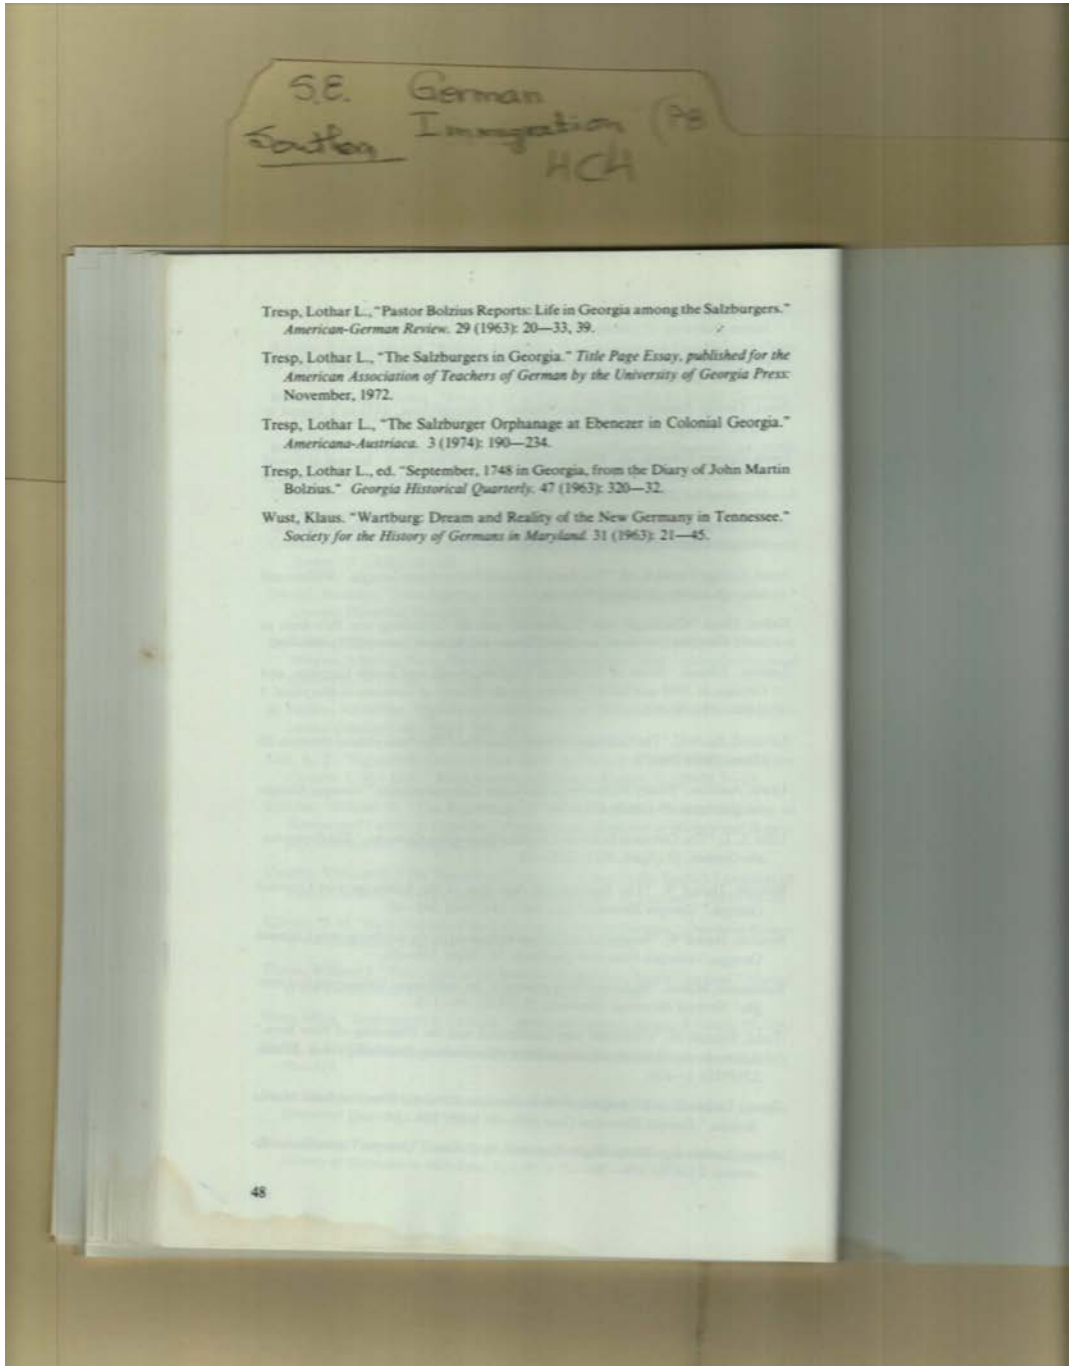 S.E. German
Southern Immigration (P8
HCH
Tresp, Lothar L., "Pastor Bolzius Reports: Life in Georgia among the Salzburgers."
American-German Review. 29 (1963): 20—33, 39.
Tresp, Lothar L., "The Salzburgers in Georgia." Title Page Essay, published for the
American Association of Teachers of German by the University of Georgia Press:
November, 1972.
Tresp, Lothar L., "The Salzburger Orphanage at Ebenezer in Colonial Georgia."
Americana-Austriaca. 3 (1974): 190—234.
Tresp, Lothar L., ed. "September, 1748 in Georgia, from the Diary of John Martin
Bolzius." Georgia Historical Quarterly. 47 (1963): 320—32.
Wust, Klaus. "Wartburg: Dream and Reality of the New Germany in Tennessee."
Society for the History of Germans in Maryland. 31 (1963): 21—45.
48